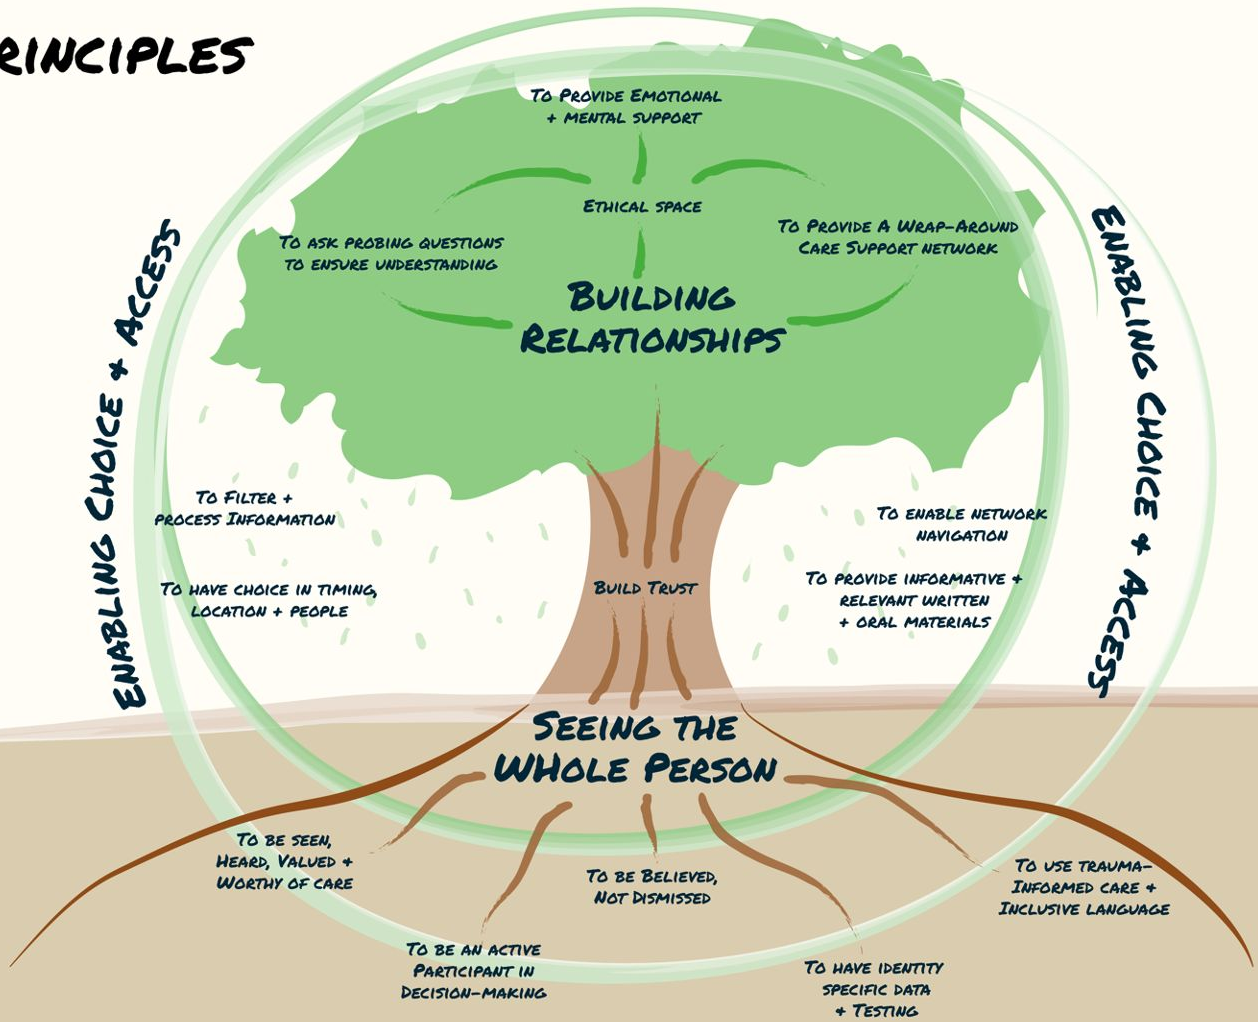 RINCIPLES
To Provide Emotional
+ mental support
Ethical space
To ask probing questions
to ensure understanding
To Provide A Wrap-Around
Care Support network
Building
Relationships
Enabling Choice + Access
Enabling Choice + Access
To Filter +
process Information
To have choice in timing,
location + people
To enable network
navigation
To provide informative +
relevant written
+ oral materials
Build Trust
Seeing the
Whole Person
To be seen,
Heard, Valued +
Worthy of care
To be an active
Participant in
Decision-making
To be Believed,
Not Dismissed
To have identity
specific data
+ Testing
To use trauma-
Informed care +
Inclusive language